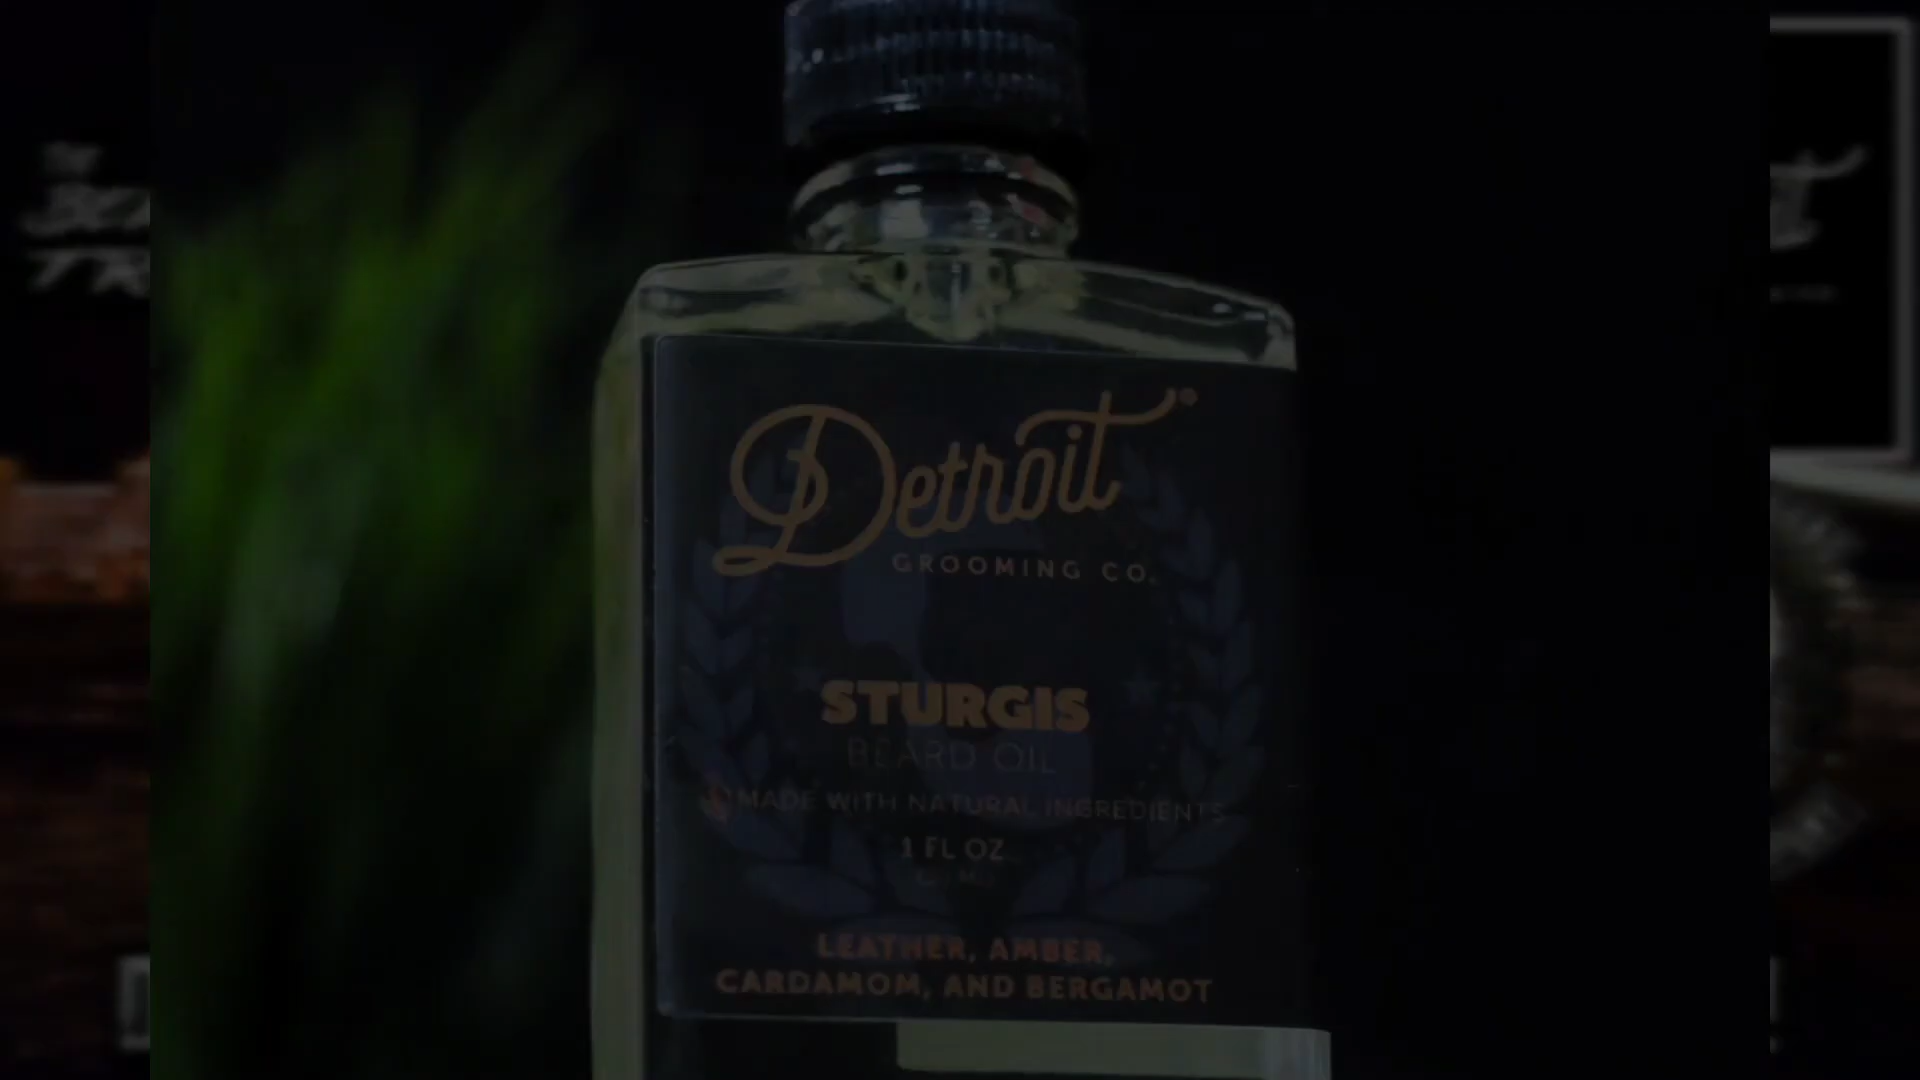 Detroit®
GROOMING CO.
STURGIS
BEARD OIL
MADE WITH NATURAL INGREDIENTS
1 FL OZ
LEATHER, AMBER,
CARDAMOM, AND BERGAMOT